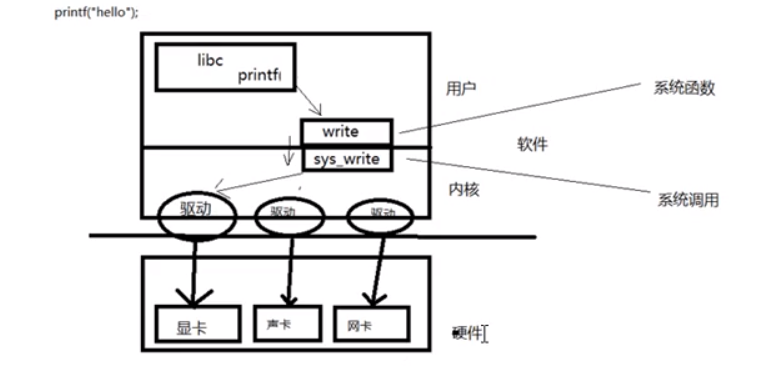 printf("hello");
libc
printf
用户
系统函数
write
软件
sys_write
内核
系统调用
驱动
驱动
驱动
显卡
声卡
网卡
硬件